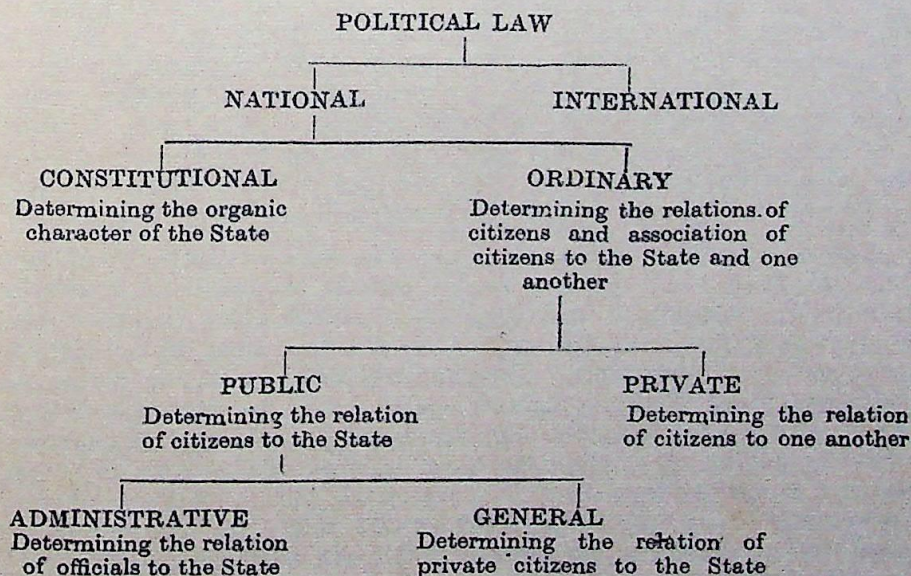 POLITICAL LAW
NATIONAL
INTERNATIONAL
CONSTITUTIONAL
Datermining the organic
character of the State
ORDINARY
Determining the relations.of
citizens and association of
citizens to the State and one
another
PUBLIC
Determining the relation
of citizens to the State
PRIVATE
Determining the relation
of citizens to one another
ADMINISTRATIVE
Determining the relation
of officials to the State
GENERAL
Determining the relation of
private citizens to the State